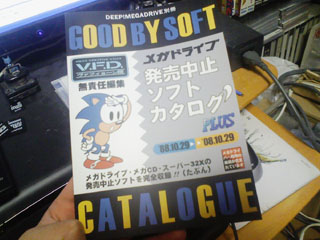 DEEP!MEGADRIVE別冊
GOOD BY SOFT
V.F.D.
無責任編集
メガドライブ
発売中止
ソフト
カタログ
PLUS
08.10.29
08.10.29
メガドライブ・メガCD・スーパー32Xの
発売中止ソフトを完全収録!!(たぶん)
CATALOGUE